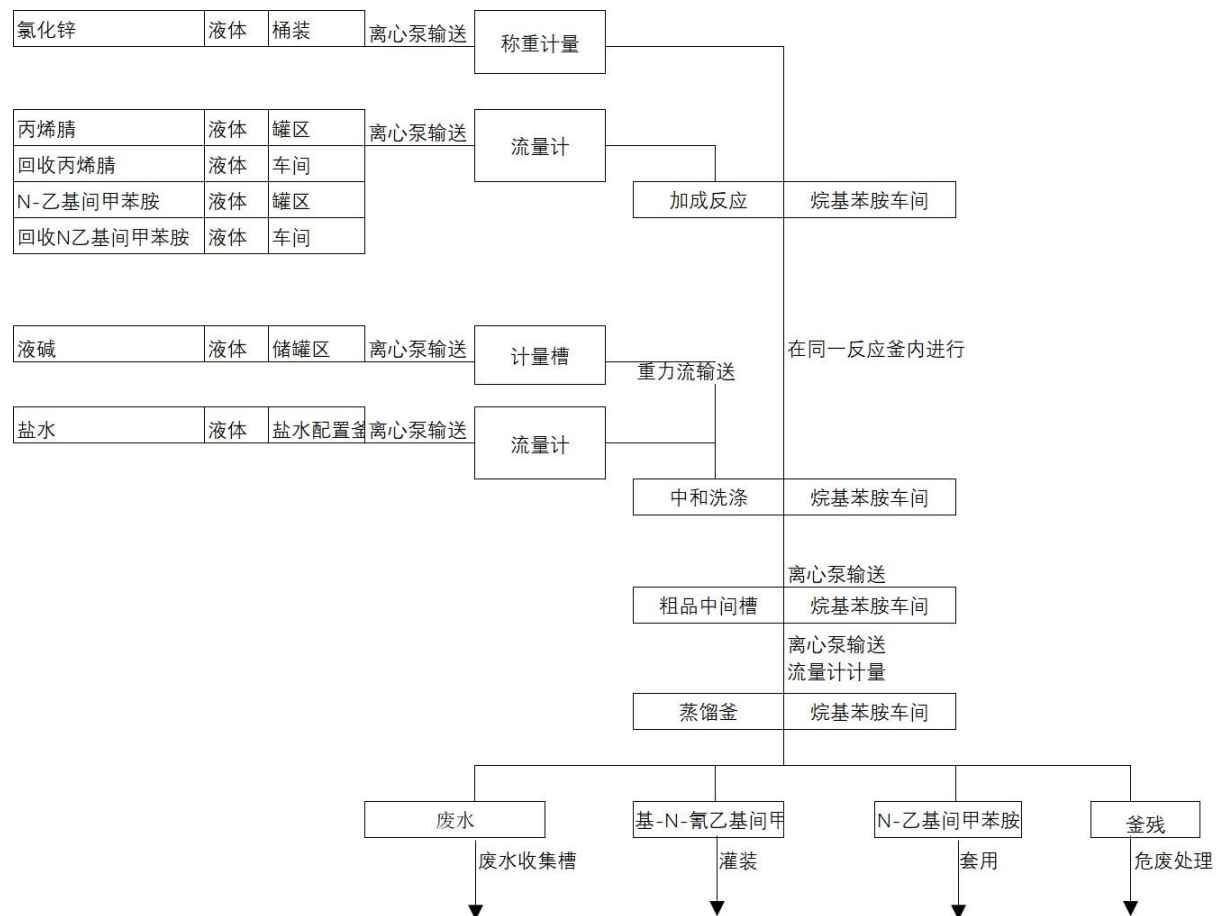 氯化锌 液体 桶装 离心泵输送 称重计量
丙烯腈 液体 罐区 离心泵输送 流量计
回收丙烯腈 液体 车间
N-乙基间甲苯胺 液体 罐区
回收N乙基间甲苯胺 液体 车间
加成反应 烷基苯胺车间
液碱 液体 储罐区 离心泵输送 计量槽
在同一反应釜内进行
重力流输送
盐水 液体 盐水配置釜 离心泵输送 流量计
中和洗涤 烷基苯胺车间
离心泵输送
粗品中间槽 烷基苯胺车间
离心泵输送
流量计计量
蒸馏釜 烷基苯胺车间
废水 基-N-氰乙基间甲 N-乙基间甲苯胺 釜残
废水收集槽 灌装 套用 危废处理